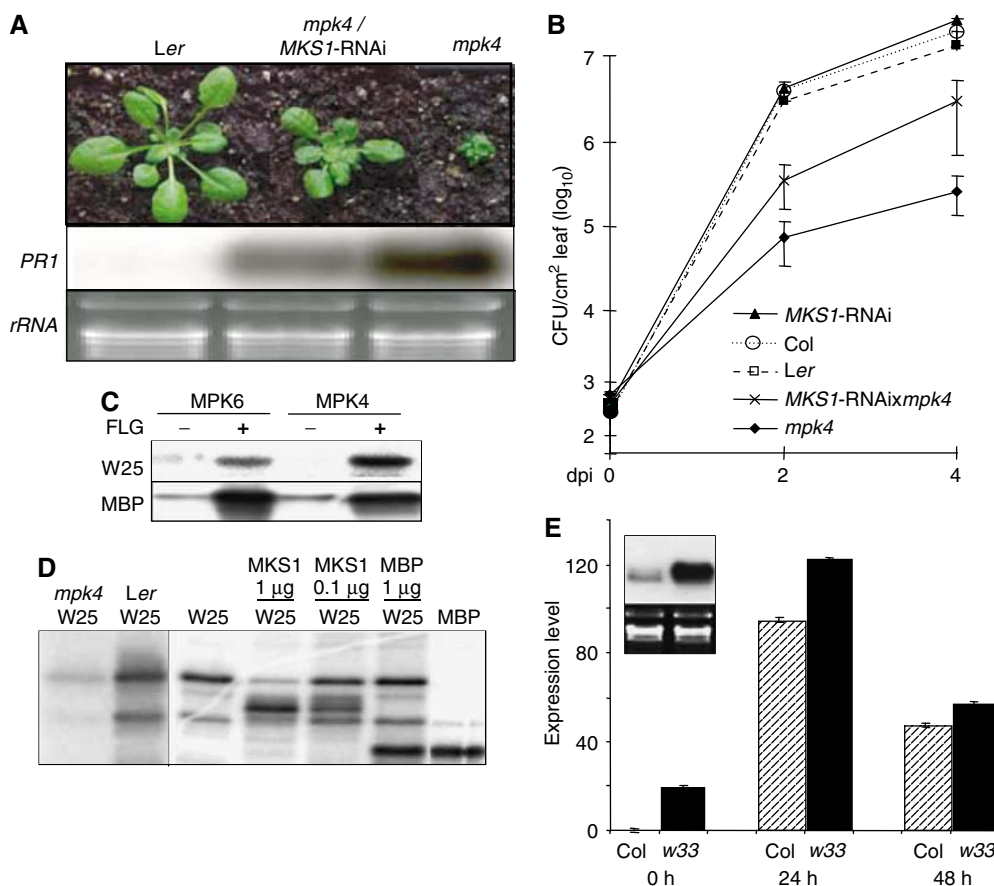 A
Ler
mpk4 /
MKS1-RNAi
mpk4
PR1
rRNA
B
CFU/cm2 leaf (log10)
7
6
5
4
3
2
dpi 0 2 4
MKS1-RNAi
Col
Ler
MKS1-RNAixmpk4
mpk4
C
MPK6 MPK4
FLG – + – +
W25
MBP
D
MKS1 MKS1 MBP
mpk4 Ler 1 µg 0.1 µg 1 µg
W25 W25 W25 W25 W25 W25 MBP
E
Expression level
120
80
40
0
Col w33 Col w33 Col w33
0 h 24 h 48 h